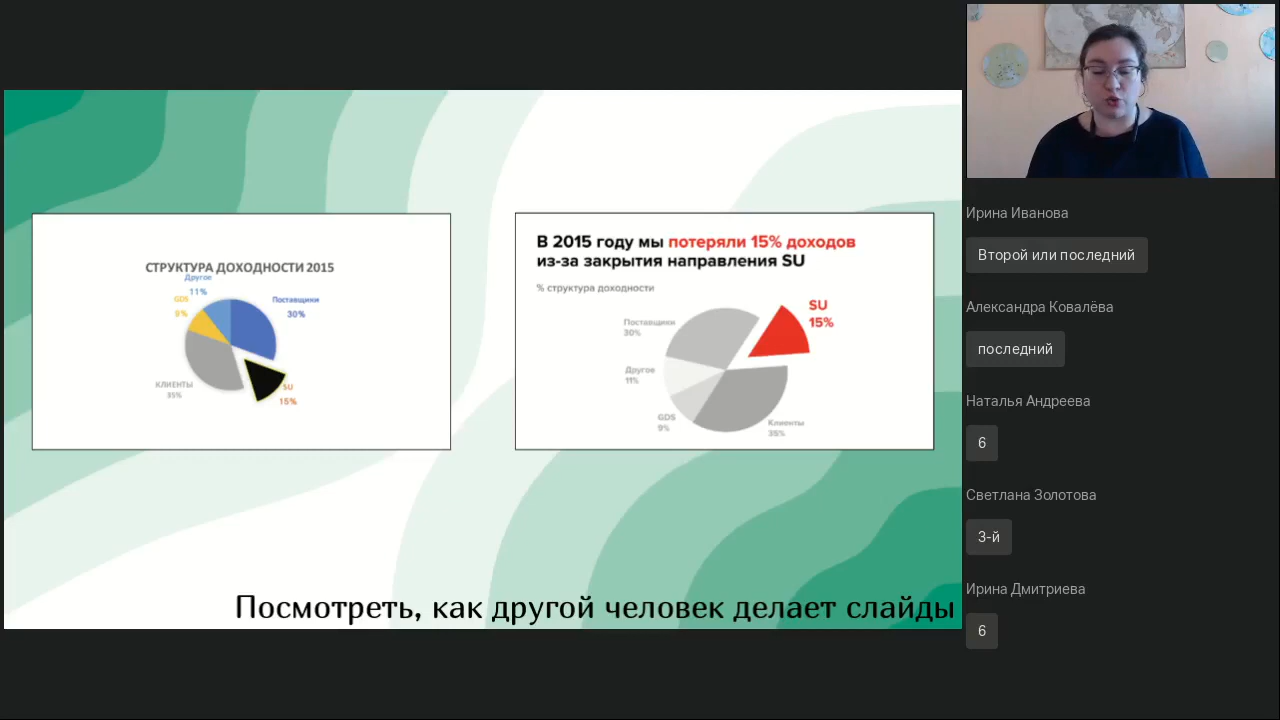 СТРУКТУРА ДОХОДНОСТИ 2015
Другое
11%
GDS
9%
Поставщики
30%
КЛИЕНТЫ
35%
SU
15%
В 2015 году мы потеряли 15% доходов
из-за закрытия направления SU
% структура доходности
SU
15%
Поставщики
30%
Другое
11%
GDS
9%
Клиенты
35%
Посмотреть, как другой человек делает слайды
Ирина Иванова
Второй или последний
Александра Ковалёва
последний
Наталья Андреева
6
Светлана Золотова
3-й
Ирина Дмитриева
6